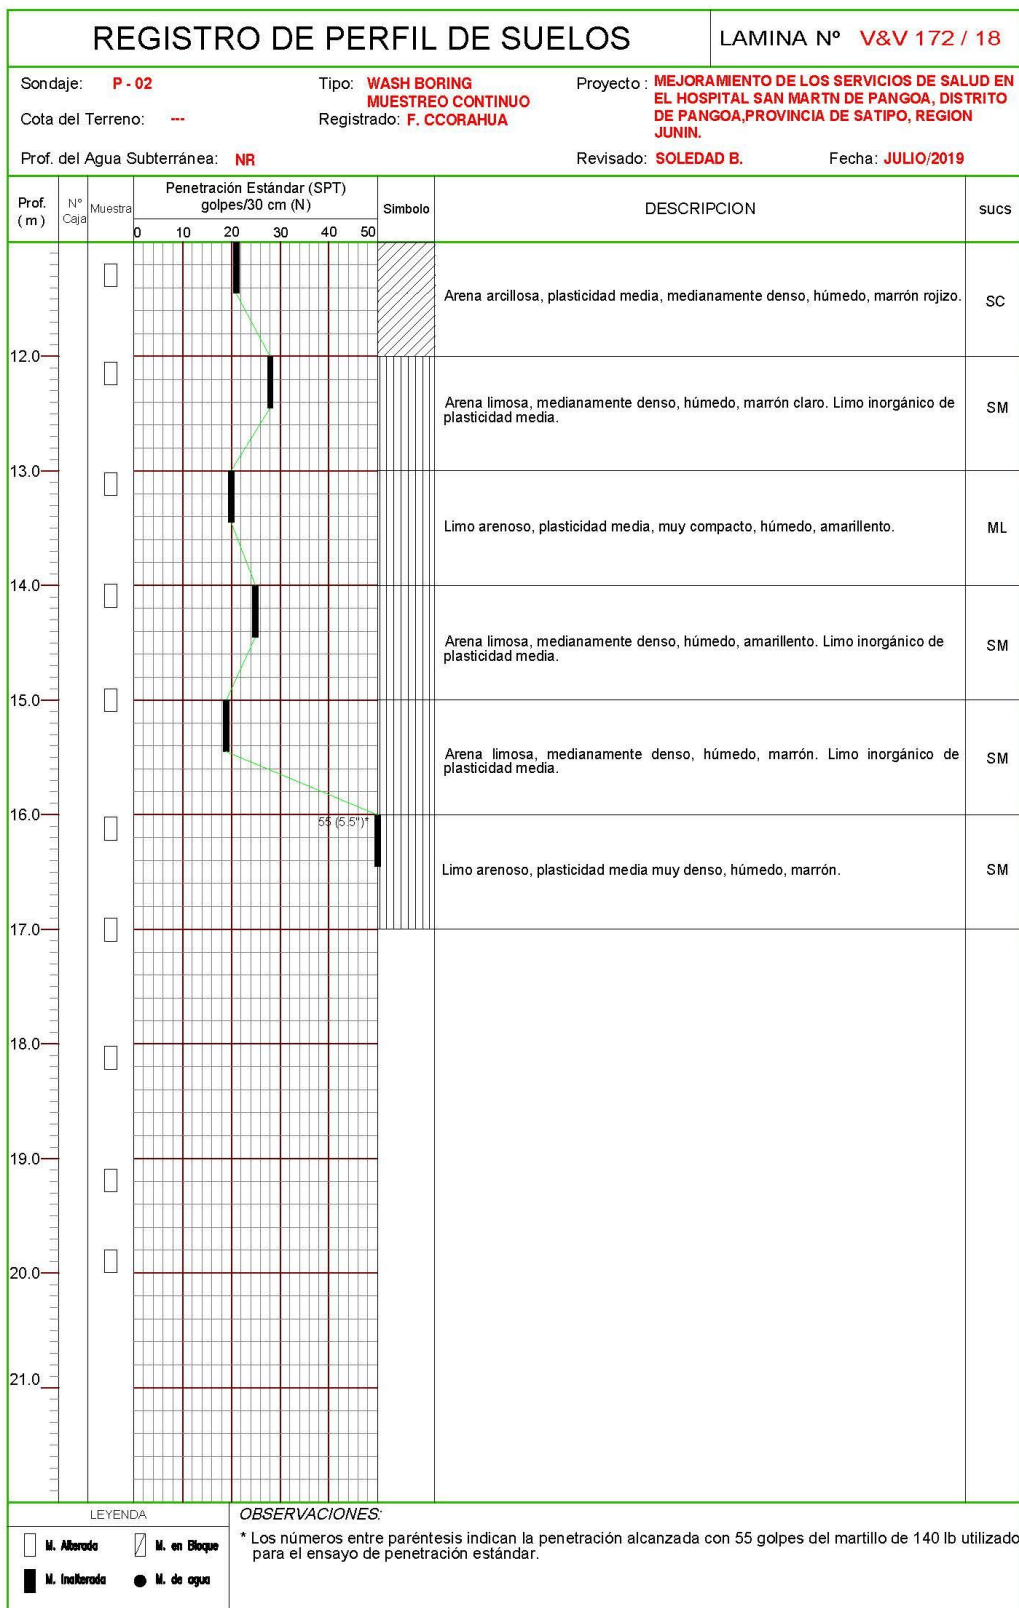 REGISTRO DE PERFIL DE SUELOS
LAMINA Nº V&V 172 / 18
Sondaje: P - 02
Tipo: WASH BORING
MUESTREO CONTINUO
Proyecto : MEJORAMIENTO DE LOS SERVICIOS DE SALUD EN
EL HOSPITAL SAN MARTN DE PANGOA, DISTRITO
DE PANGOA,PROVINCIA DE SATIPO, REGION
JUNIN.
Cota del Terreno: ---
Registrado: F. CCORAHUA
Prof. del Agua Subterránea: NR
Revisado: SOLEDAD B.
Fecha: JULIO/2019
Prof.
( m )
Nº
Caja
Muestra
Penetración Estándar (SPT)
golpes/30 cm (N)
0 10 20 30 40 50
Simbolo
DESCRIPCION
sucs
Arena arcillosa, plasticidad media, medianamente denso, húmedo, marrón rojizo.
SC
12.0
Arena limosa, medianamente denso, húmedo, marrón claro. Limo inorgánico de
plasticidad media.
SM
13.0
Limo arenoso, plasticidad media, muy compacto, húmedo, amarillento.
ML
14.0
Arena limosa, medianamente denso, húmedo, amarillento. Limo inorgánico de
plasticidad media.
SM
15.0
Arena limosa, medianamente denso, húmedo, marrón. Limo inorgánico de
plasticidad media.
SM
16.0
55 (5.5")*
Limo arenoso, plasticidad media muy denso, húmedo, marrón.
SM
17.0
18.0
19.0
20.0
21.0
LEYENDA
M. Alterada
M. en Bloque
M. Inalterada
M. de agua
OBSERVACIONES:
* Los números entre paréntesis indican la penetración alcanzada con 55 golpes del martillo de 140 lb utilizado
para el ensayo de penetración estándar.